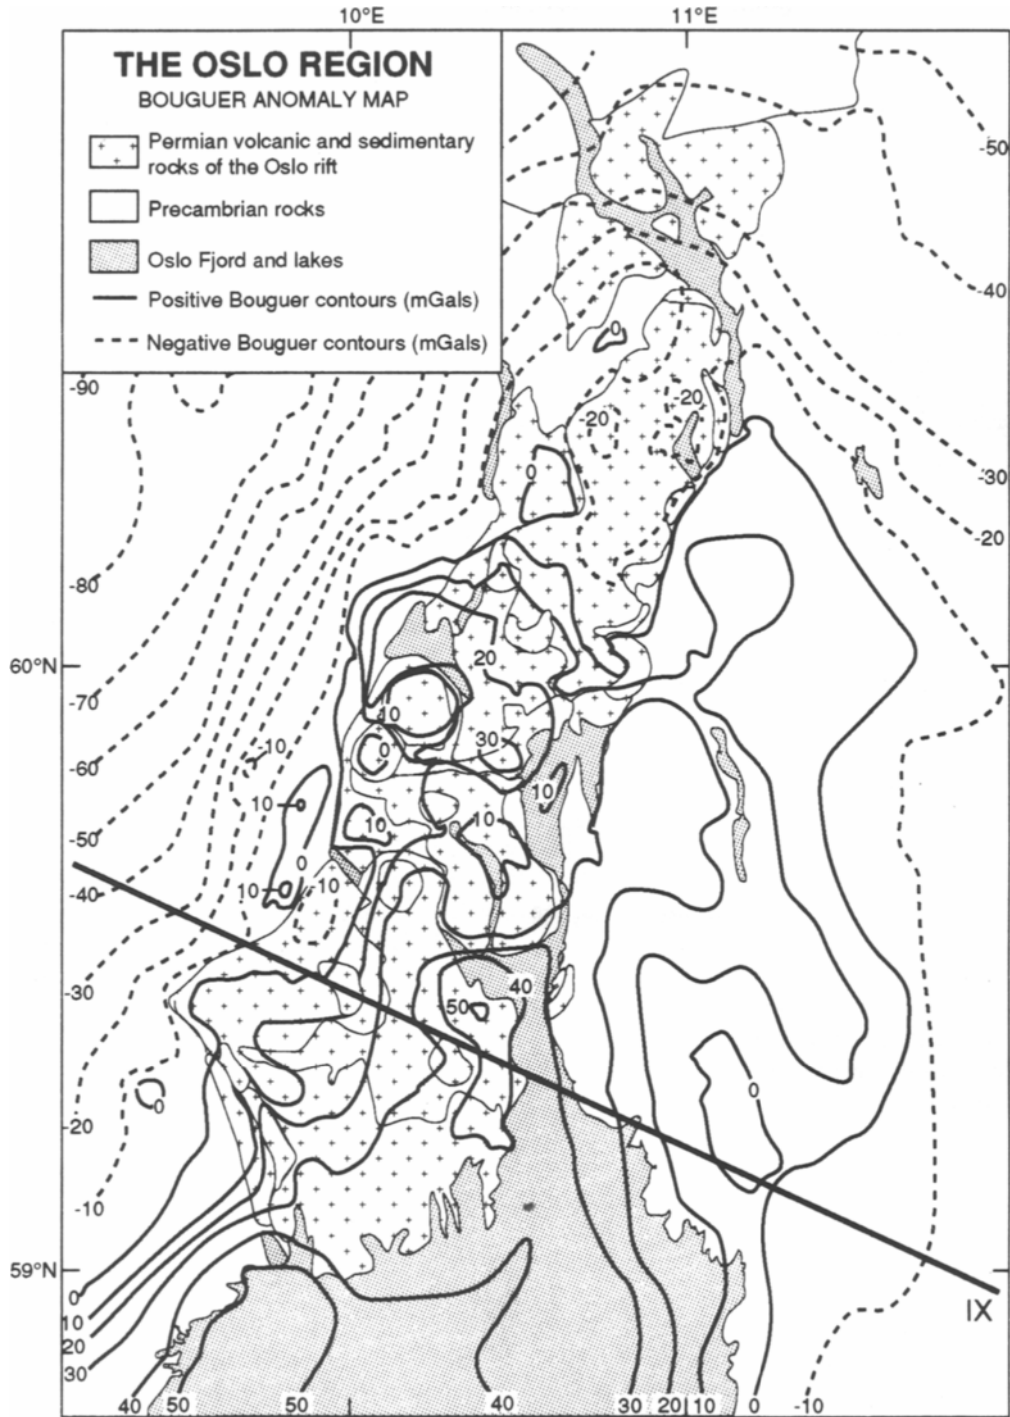 10°E 11°E
THE OSLO REGION
BOUGUER ANOMALY MAP
Permian volcanic and sedimentary
rocks of the Oslo rift
Precambrian rocks
Oslo Fjord and lakes
Positive Bouguer contours (mGals)
Negative Bouguer contours (mGals)
-50
-40
0
-90
-20
-20
0
-30
-20
-80
60°N
20
-70
10
30
0
-10
-60
10
10
10
10
-50
0
-10
10
-40
40
-30
50
0
0
-20
-10
59°N
0
IX
10
20
30
40 50 50 40 30 20 10 0 -10